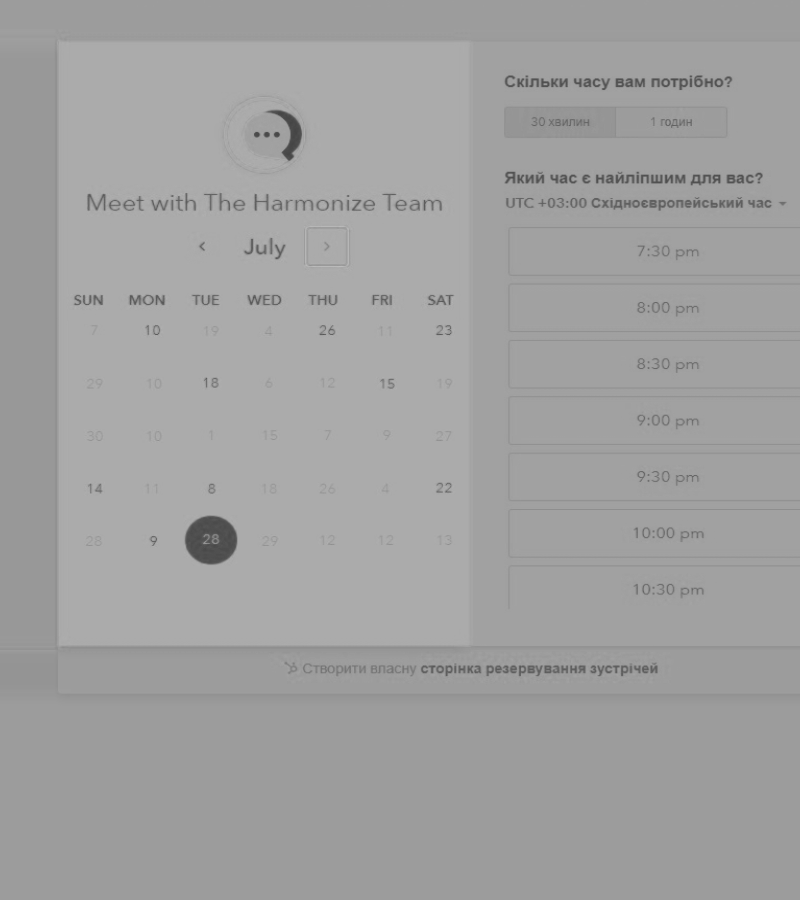 Meet with The Harmonize Team
July
SUN MON TUE WED THU FRI SAT
7 10 19 4 26 11 23
29 10 18 6 12 15 19
30 10 1 15 7 9 27
14 11 8 18 26 4 22
28 9 28 29 12 12 13
Скільки часу вам потрібно?
30 хвилин 1 годин
Який час є найліпшим для вас?
UTC +03:00 Східноєвропейський час
7:30 pm
8:00 pm
8:30 pm
9:00 pm
9:30 pm
10:00 pm
10:30 pm
Створити власну сторінка резервування зустрічей